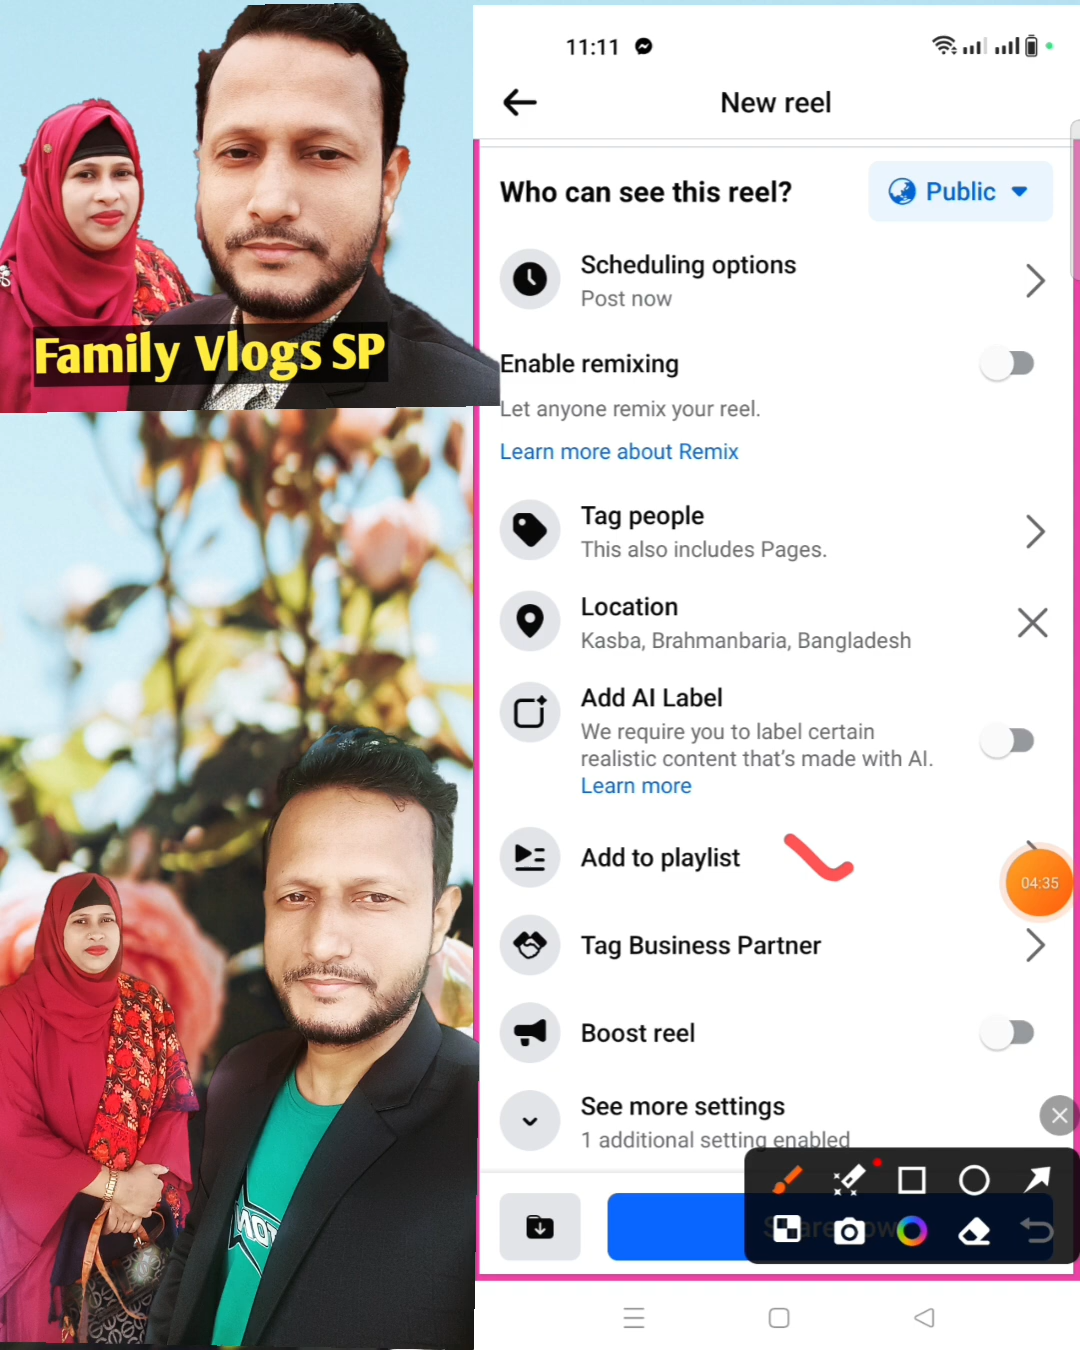 Family Vlogs SP
11:11
New reel
Who can see this reel?
Public
Scheduling options
Post now
Enable remixing
Let anyone remix your reel.
Learn more about Remix
Tag people
This also includes Pages.
Location
Kasba, Brahmanbaria, Bangladesh
Add AI Label
We require you to label certain
realistic content that's made with AI.
Learn more
Add to playlist
04:35
Tag Business Partner
Boost reel
See more settings
1 additional setting enabled